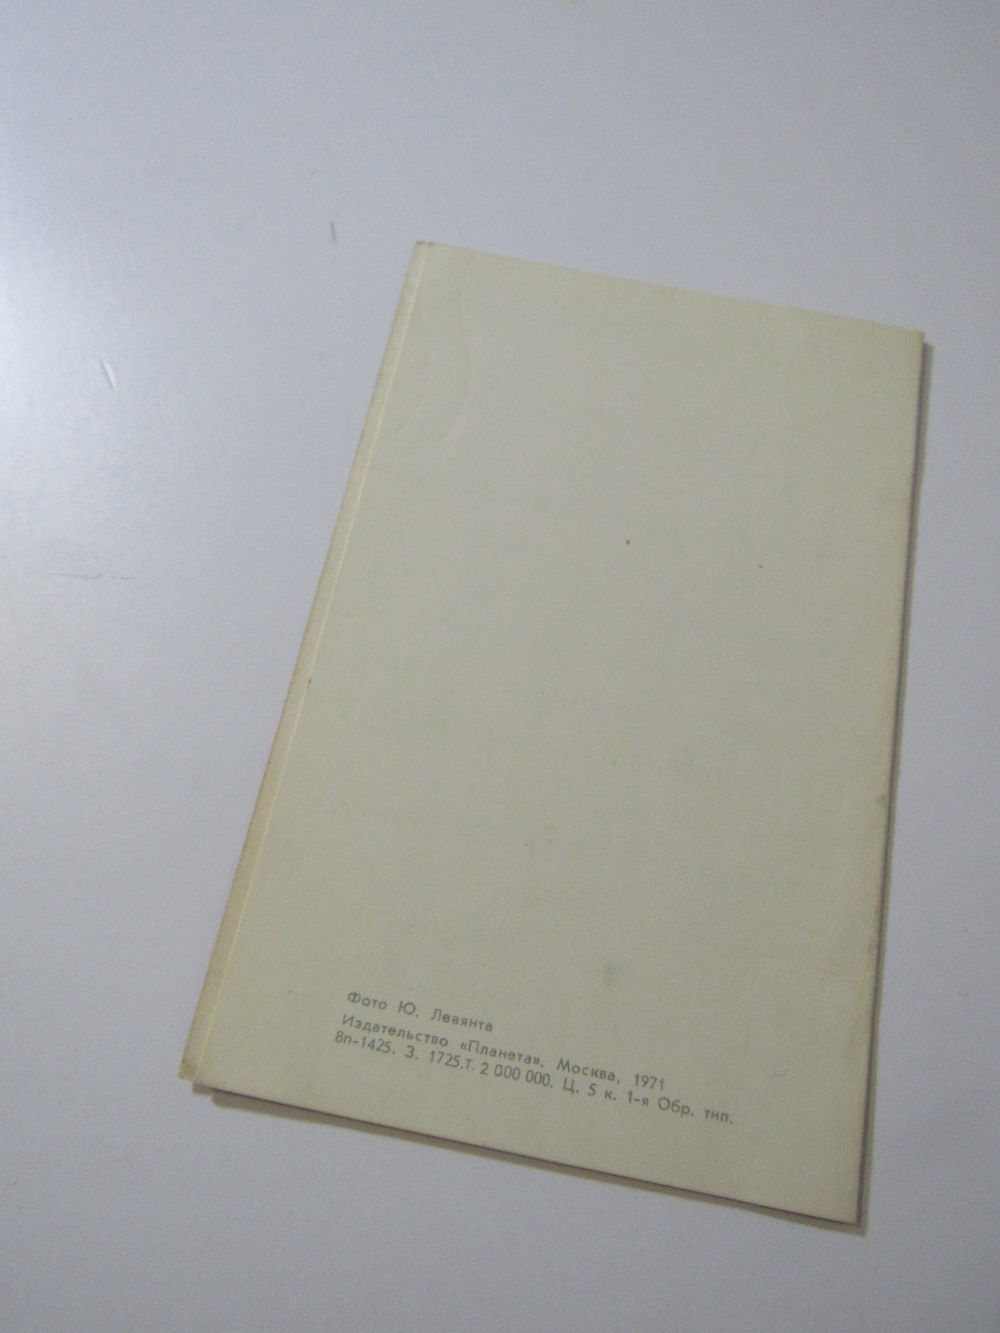 Фото Ю. Левянта
Издательство «Планета», Москва, 1971
8п-1425. З. 1725.Т. 2 000 000. Ц. 5 к. 1-я Обр. тип.